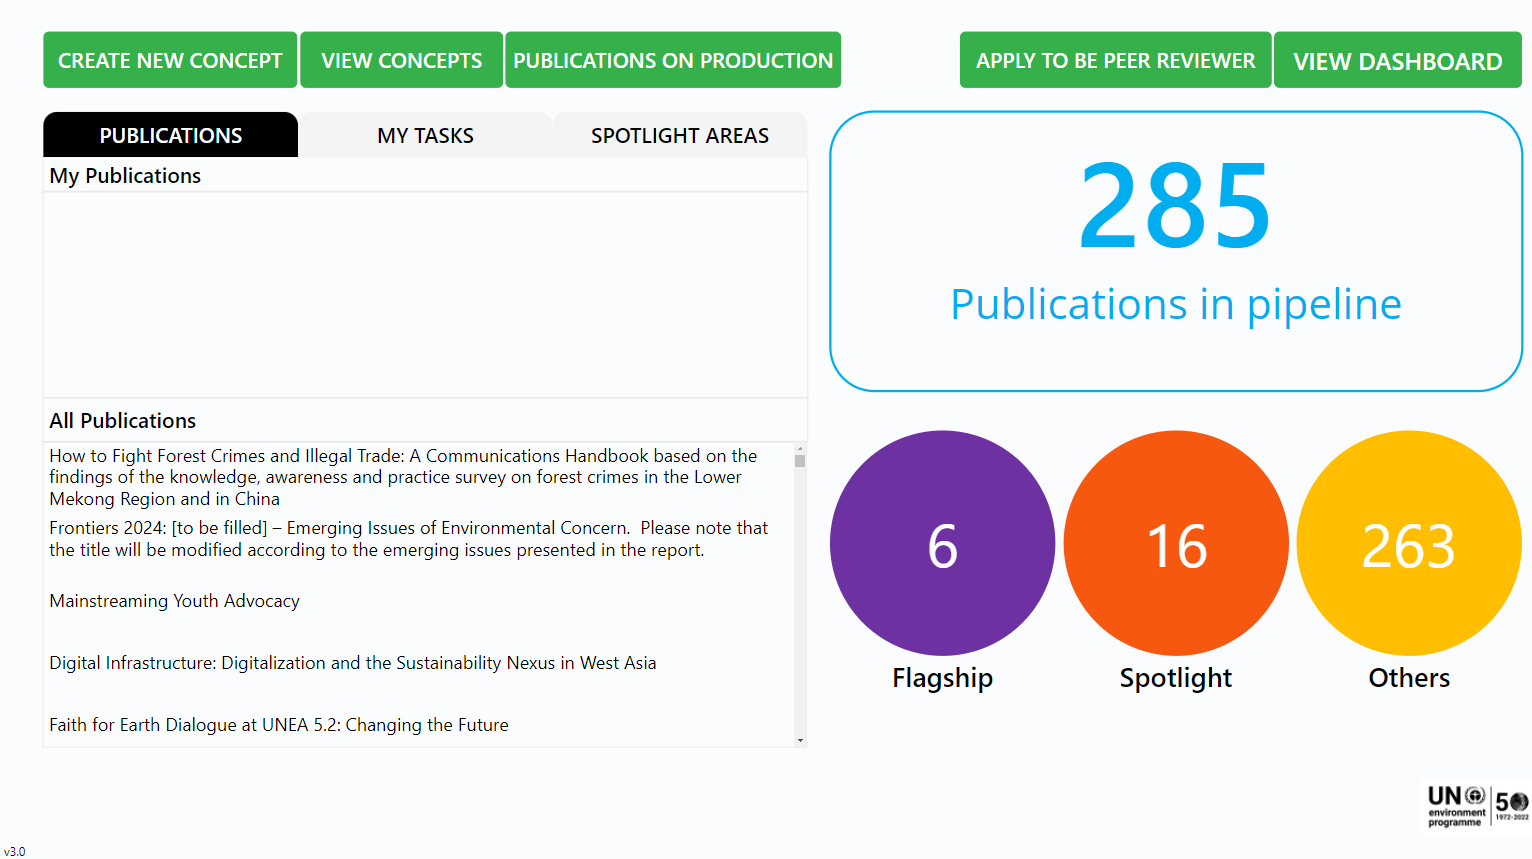 CREATE NEW CONCEPT
VIEW CONCEPTS
PUBLICATIONS ON PRODUCTION
APPLY TO BE PEER REVIEWER
VIEW DASHBOARD
PUBLICATIONS
MY TASKS
SPOTLIGHT AREAS
My Publications
All Publications
How to Fight Forest Crimes and Illegal Trade: A Communications Handbook based on the
findings of the knowledge, awareness and practice survey on forest crimes in the Lower
Mekong Region and in China
Frontiers 2024: [to be filled] – Emerging Issues of Environmental Concern.  Please note that
the title will be modified according to the emerging issues presented in the report.
Mainstreaming Youth Advocacy
Digital Infrastructure: Digitalization and the Sustainability Nexus in West Asia
Faith for Earth Dialogue at UNEA 5.2: Changing the Future
285
Publications in pipeline
6
Flagship
16
Spotlight
263
Others
UN
environment
programme
50
1972-2022
v3.0